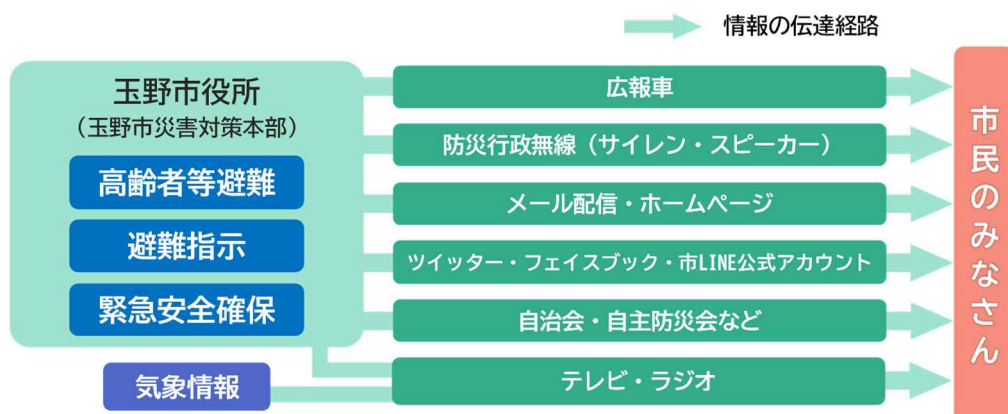 情報の伝達経路
玉野市役所
（玉野市災害対策本部）
高齢者等避難
避難指示
緊急安全確保
気象情報
広報車
防災行政無線（サイレン・スピーカー）
メール配信・ホームページ
ツイッター・フェイスブック・市LINE公式アカウント
自治会・自主防災会など
テレビ・ラジオ
市民のみなさん